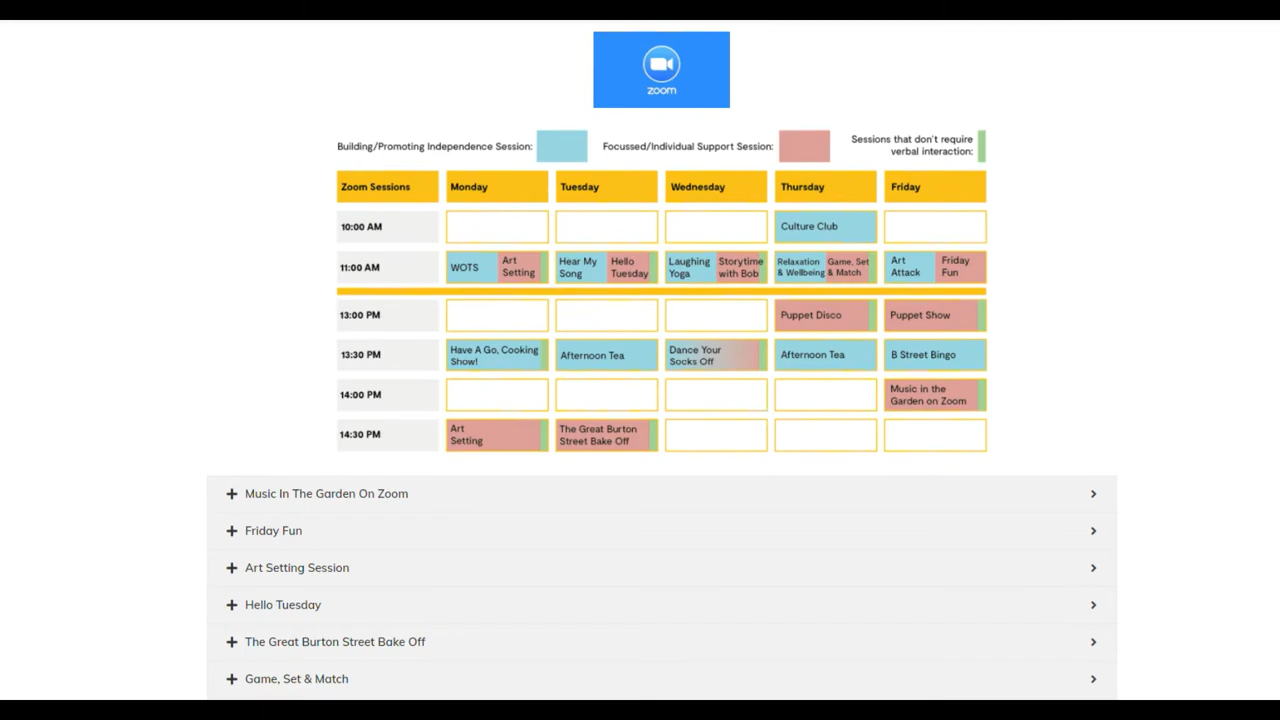 zoom
Building/Promoting Independence Session:
Focussed/Individual Support Session:
Sessions that don't require
verbal interaction:
Zoom Sessions Monday Tuesday Wednesday Thursday Friday
10:00 AM Culture Club
11:00 AM
WOTS
Art
Setting
Hear My
Song
Hello
Tuesday
Laughing
Yoga
Storytime
with Bob
Relaxation
& Wellbeing
Game, Set
& Match
Art
Attack
Friday
Fun
13:00 PM Puppet Disco Puppet Show
13:30 PM
Have A Go, Cooking
Show!
Afternoon Tea
Dance Your
Socks Off
Afternoon Tea
B Street Bingo
14:00 PM
Music in the
Garden on Zoom
14:30 PM
Art
Setting
The Great Burton
Street Bake Off
Music In The Garden On Zoom
Friday Fun
Art Setting Session
Hello Tuesday
The Great Burton Street Bake Off
Game, Set & Match